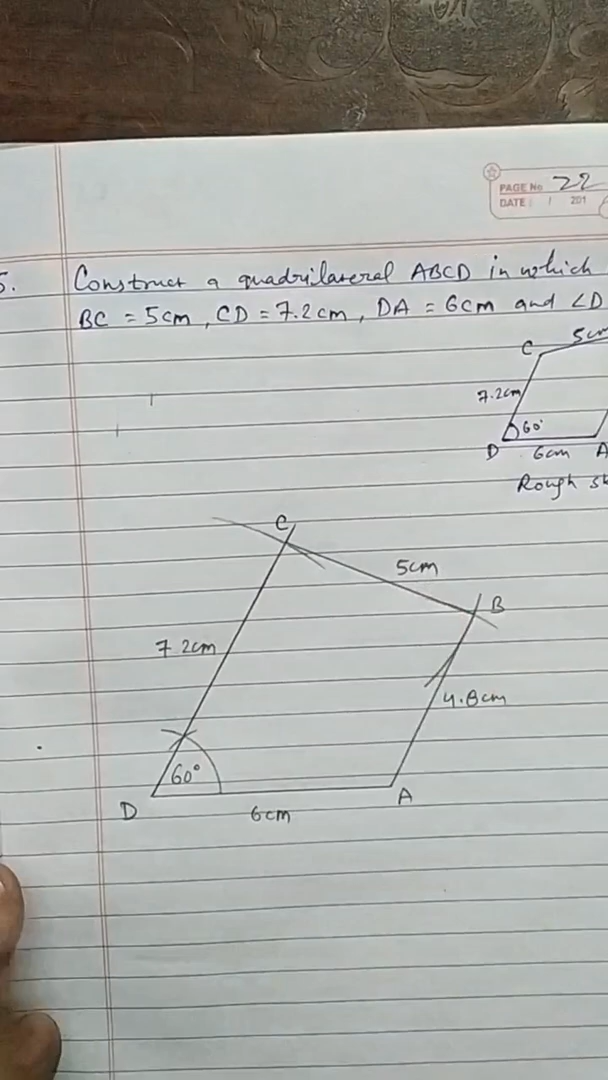 PAGE No 22
DATE: / 201
5. Construct a quadrilateral ABCD in which
BC = 5cm, CD = 7.2cm, DA = 6cm and ∠D
C 5cm
7.2cm
60°
D 6cm A
Rough
C
5cm
B
7.2cm
4.8cm
60°
D 6cm A